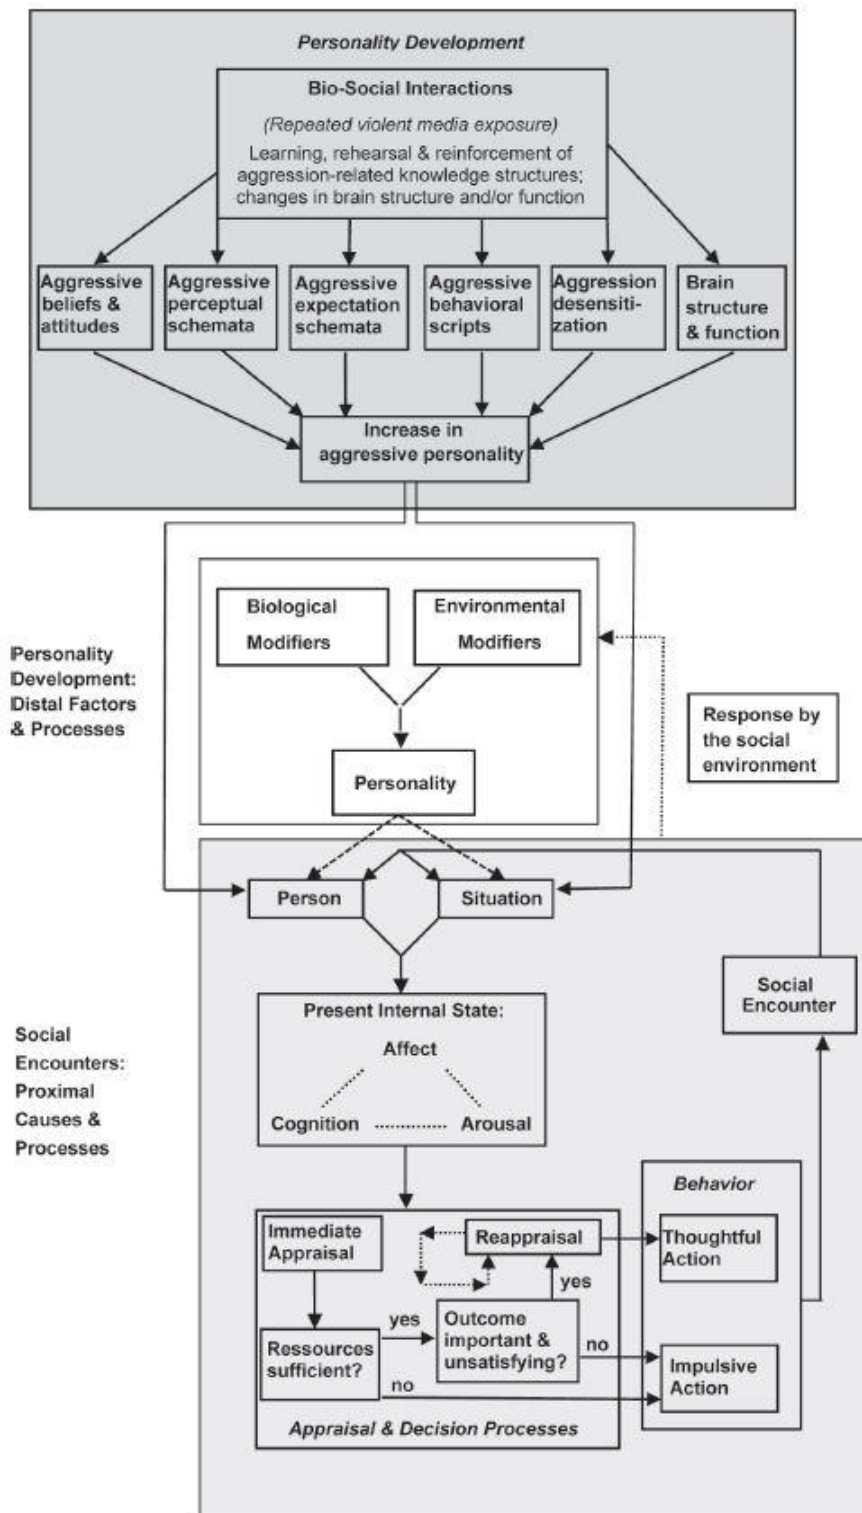 Personality Development
Bio-Social Interactions
(Repeated violent media exposure)
Learning, rehearsal & reinforcement of
aggression-related knowledge structures;
changes in brain structure and/or function
Aggressive
beliefs &
attitudes
Aggressive
perceptual
schemata
Aggressive
expectation
schemata
Aggressive
behavioral
scripts
Aggression
desensiti-
zation
Brain
structure
& function
Increase in
aggressive personality
Biological
Modifiers
Environmental
Modifiers
Personality
Development:
Distal Factors
& Processes
Response by
the social
environment
Personality
Person
Situation
Social
Encounter
Present Internal State:
Affect
Cognition
Arousal
Social
Encounters:
Proximal
Causes &
Processes
Behavior
Immediate
Appraisal
Reappraisal
Thoughtful
Action
yes
yes
Outcome
important &
unsatisfying?
Ressources
sufficient?
no
no
Impulsive
Action
Appraisal & Decision Processes